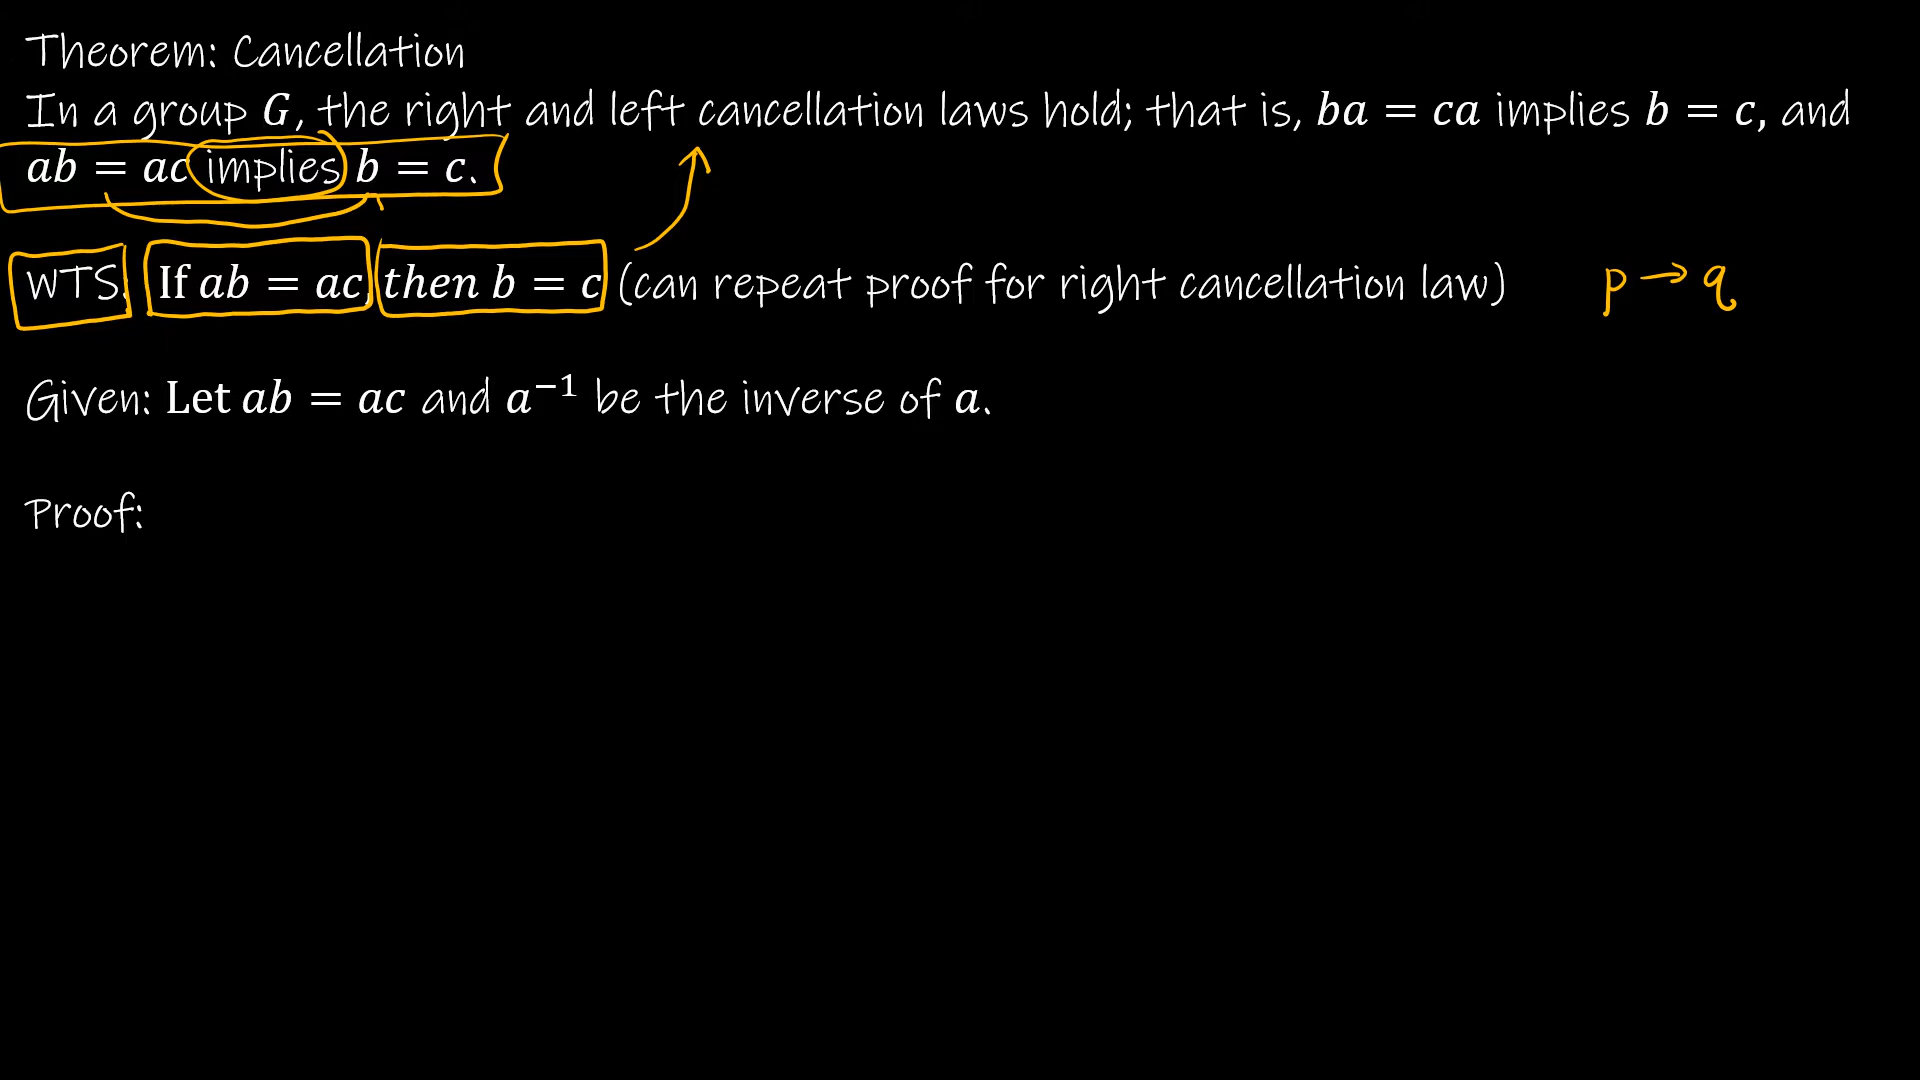 Theorem: Cancellation
In a group G, the right and left cancellation laws hold; that is, ba = ca implies b = c, and
ab = ac implies b = c.
WTS: If ab = ac, then b = c (can repeat proof for right cancellation law) p → q
Given: Let ab = ac and a⁻¹ be the inverse of a.
Proof: